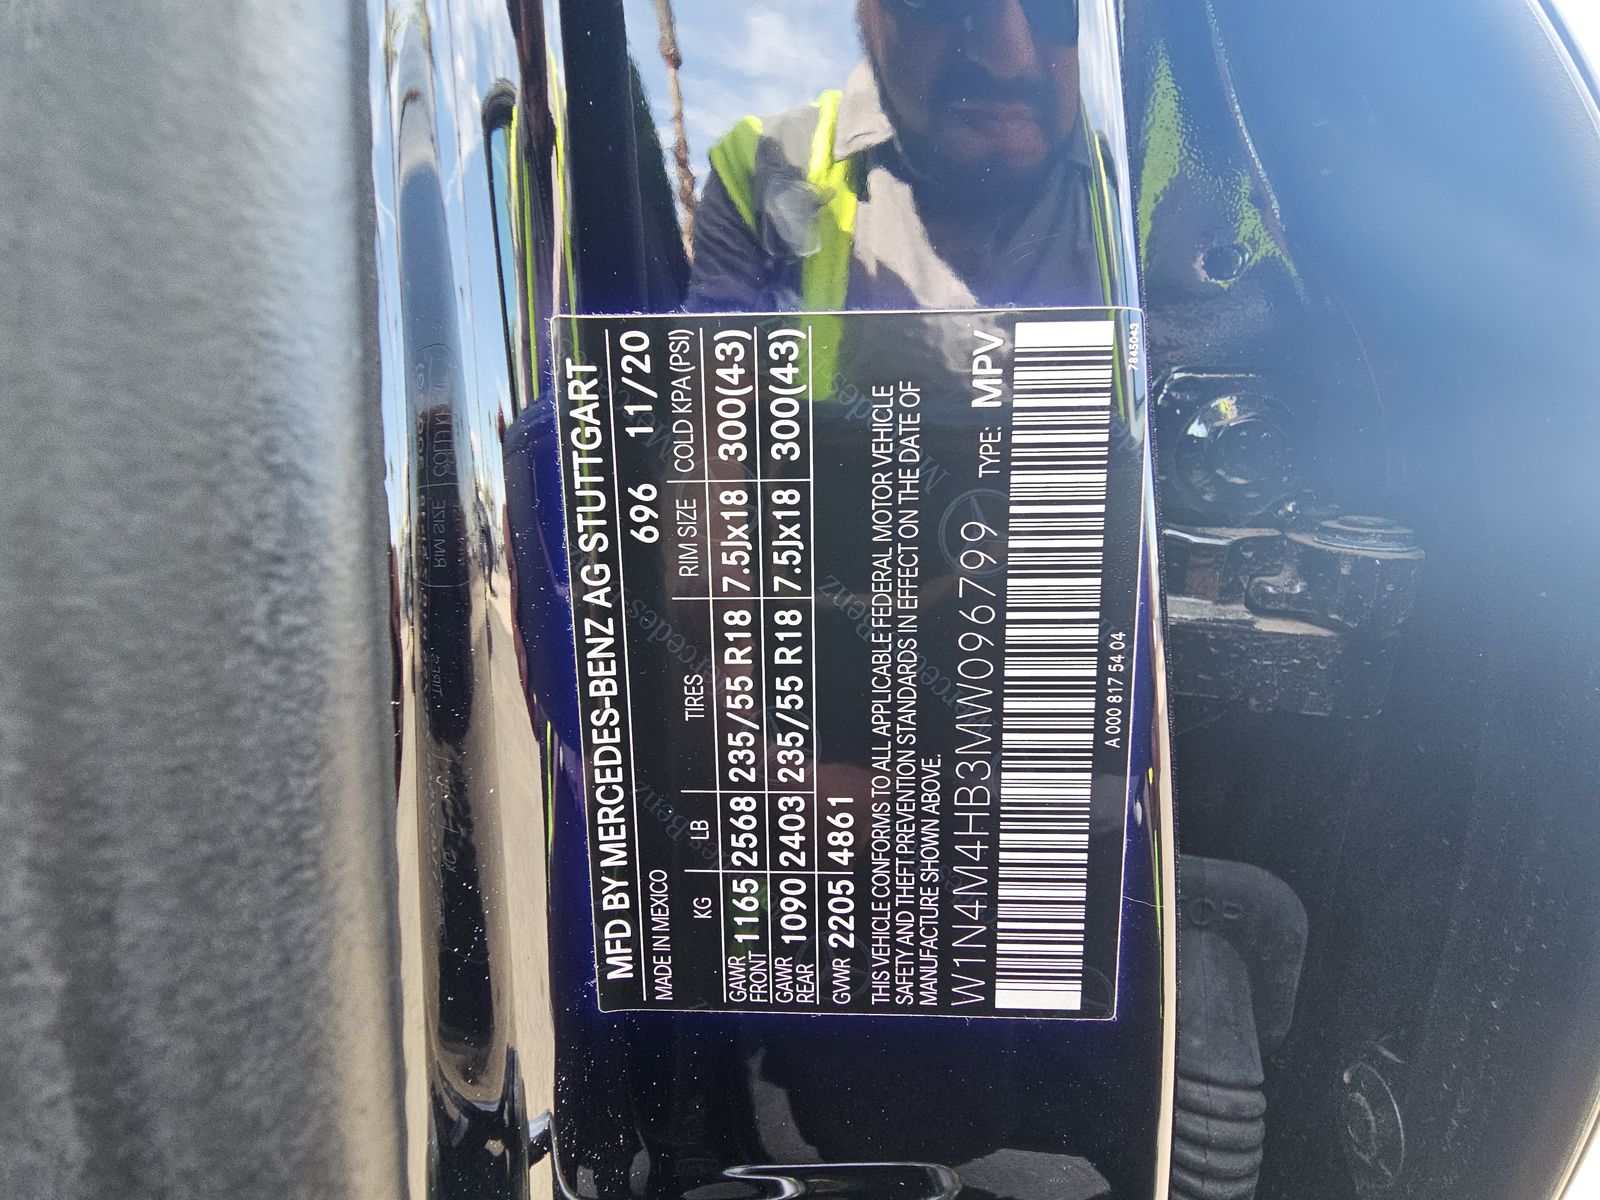 MFD BY MERCEDES-BENZ AG STUTTGART
MADE IN MEXICO 696 11/20
KG LB TIRES RIM SIZE COLD KPA (PSI)
GAWR FRONT 1165 2568 235/55 R18 7.5Jx18 300(43)
GAWR REAR 1090 2403 235/55 R18 7.5Jx18 300(43)
GVWR 2205 4861
THIS VEHICLE CONFORMS TO ALL APPLICABLE FEDERAL MOTOR VEHICLE
SAFETY AND THEFT PREVENTION STANDARDS IN EFFECT ON THE DATE OF
MANUFACTURE SHOWN ABOVE.
W1N4M4HB3MW096799 TYPE: MPV
A 000 817 54 04
7845043